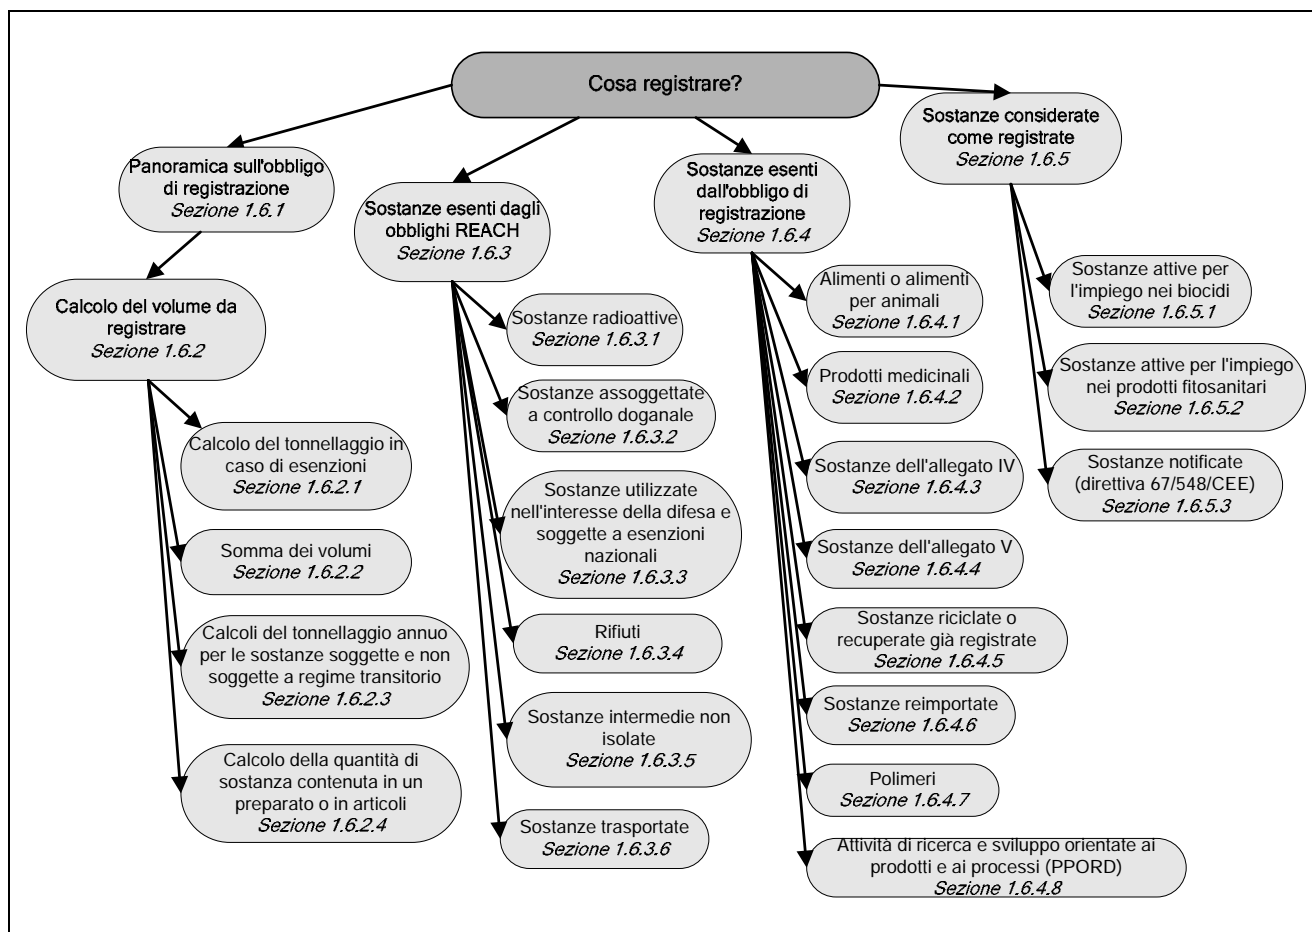 Cosa registrare?
Panoramica sull'obbligo
di registrazione
Sezione 1.6.1
Calcolo del volume da
registrare
Sezione 1.6.2
Calcolo del tonnellaggio in
caso di esenzioni
Sezione 1.6.2.1
Somma dei volumi
Sezione 1.6.2.2
Calcoli del tonnellaggio annuo
per le sostanze soggette e non
soggette a regime transitorio
Sezione 1.6.2.3
Calcolo della quantità di
sostanza contenuta in un
preparato o in articoli
Sezione 1.6.2.4
Sostanze esenti dagli
obblighi REACH
Sezione 1.6.3
Sostanze radioattive
Sezione 1.6.3.1
Sostanze assoggettate
a controllo doganale
Sezione 1.6.3.2
Sostanze utilizzate
nell'interesse della difesa e
soggette a esenzioni
nazionali
Sezione 1.6.3.3
Rifiuti
Sezione 1.6.3.4
Sostanze intermedie non
isolate
Sezione 1.6.3.5
Sostanze trasportate
Sezione 1.6.3.6
Sostanze esenti
dall'obbligo di
registrazione
Sezione 1.6.4
Alimenti o alimenti
per animali
Sezione 1.6.4.1
Prodotti medicinali
Sezione 1.6.4.2
Sostanze dell'allegato IV
Sezione 1.6.4.3
Sostanze dell'allegato V
Sezione 1.6.4.4
Sostanze riciclate o
recuperate già registrate
Sezione 1.6.4.5
Sostanze reimportate
Sezione 1.6.4.6
Polimeri
Sezione 1.6.4.7
Attività di ricerca e sviluppo orientate ai
prodotti e ai processi (PPORD)
Sezione 1.6.4.8
Sostanze considerate
come registrate
Sezione 1.6.5
Sostanze attive per
l'impiego nei biocidi
Sezione 1.6.5.1
Sostanze attive per l'impiego
nei prodotti fitosanitari
Sezione 1.6.5.2
Sostanze notificate
(direttiva 67/548/CEE)
Sezione 1.6.5.3